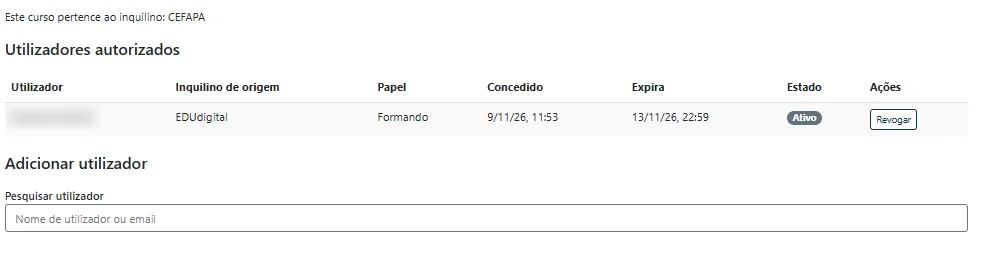 Este curso pertence ao inquilino: CEFAPA
Utilizadores autorizados
Utilizador Inquilino de origem Papel Concedido Expira Estado Ações
EDUdigital Formando 9/11/26, 11:53 13/11/26, 22:59 Ativo Revogar
Adicionar utilizador
Pesquisar utilizador
Nome de utilizador ou email